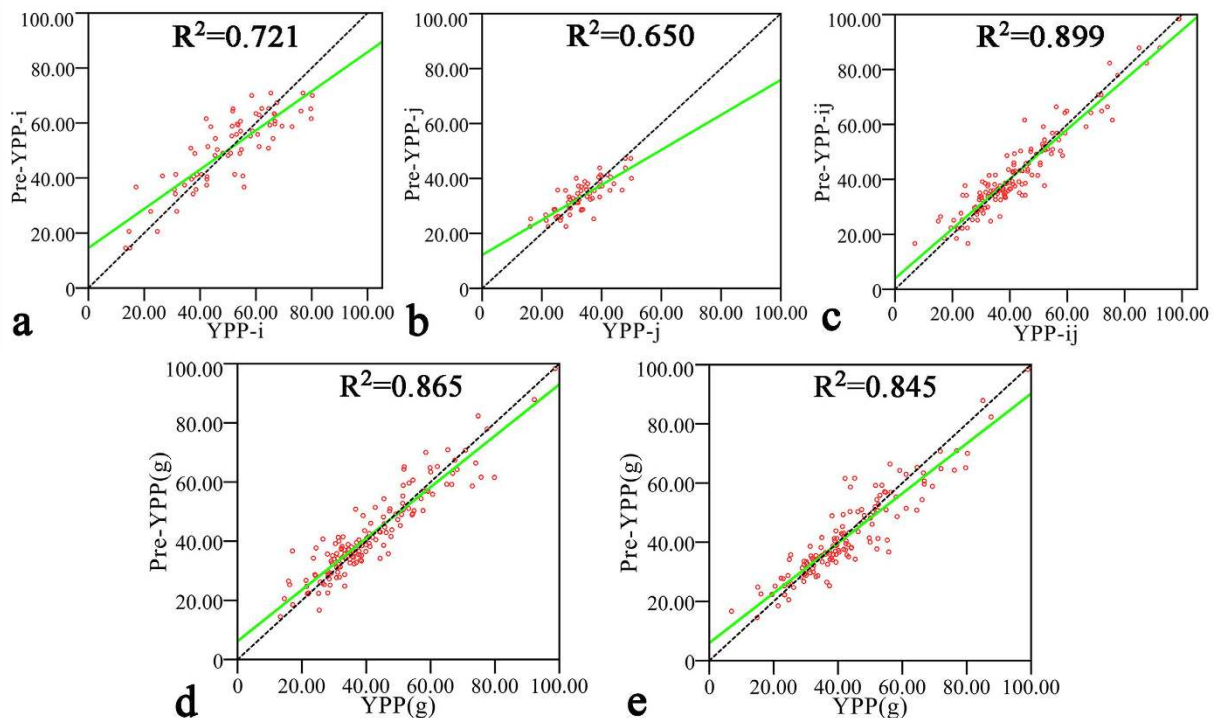 100.00
80.00
60.00
40.00
20.00
0
Pre-YPP-i
R²=0.721
0 20.00 40.00 60.00 80.00 100.00
YPP-i
a
100.00
80.00
60.00
40.00
20.00
0
Pre-YPP-j
R²=0.650
0 20.00 40.00 60.00 80.00 100.00
YPP-j
b
100.00
80.00
60.00
40.00
20.00
0
Pre-YPP-ij
R²=0.899
0 20.00 40.00 60.00 80.00 100.00
YPP-ij
c
100.00
80.00
60.00
40.00
20.00
0
Pre-YPP(g)
R²=0.865
0 20.00 40.00 60.00 80.00 100.00
YPP(g)
d
100.00
80.00
60.00
40.00
20.00
0
Pre-YPP(g)
R²=0.845
0 20.00 40.00 60.00 80.00 100.00
YPP(g)
e